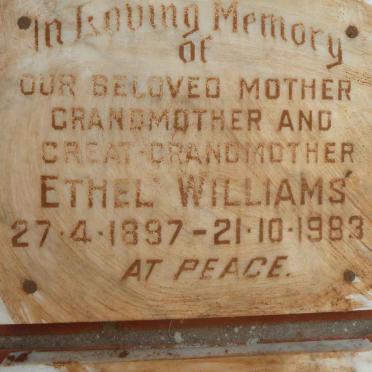 In Loving Memory
of
OUR BELOVED MOTHER
GRANDMOTHER AND
GREAT-GRANDMOTHER
ETHEL WILLIAMS
27·4·1897-21·10·1983
AT PEACE.